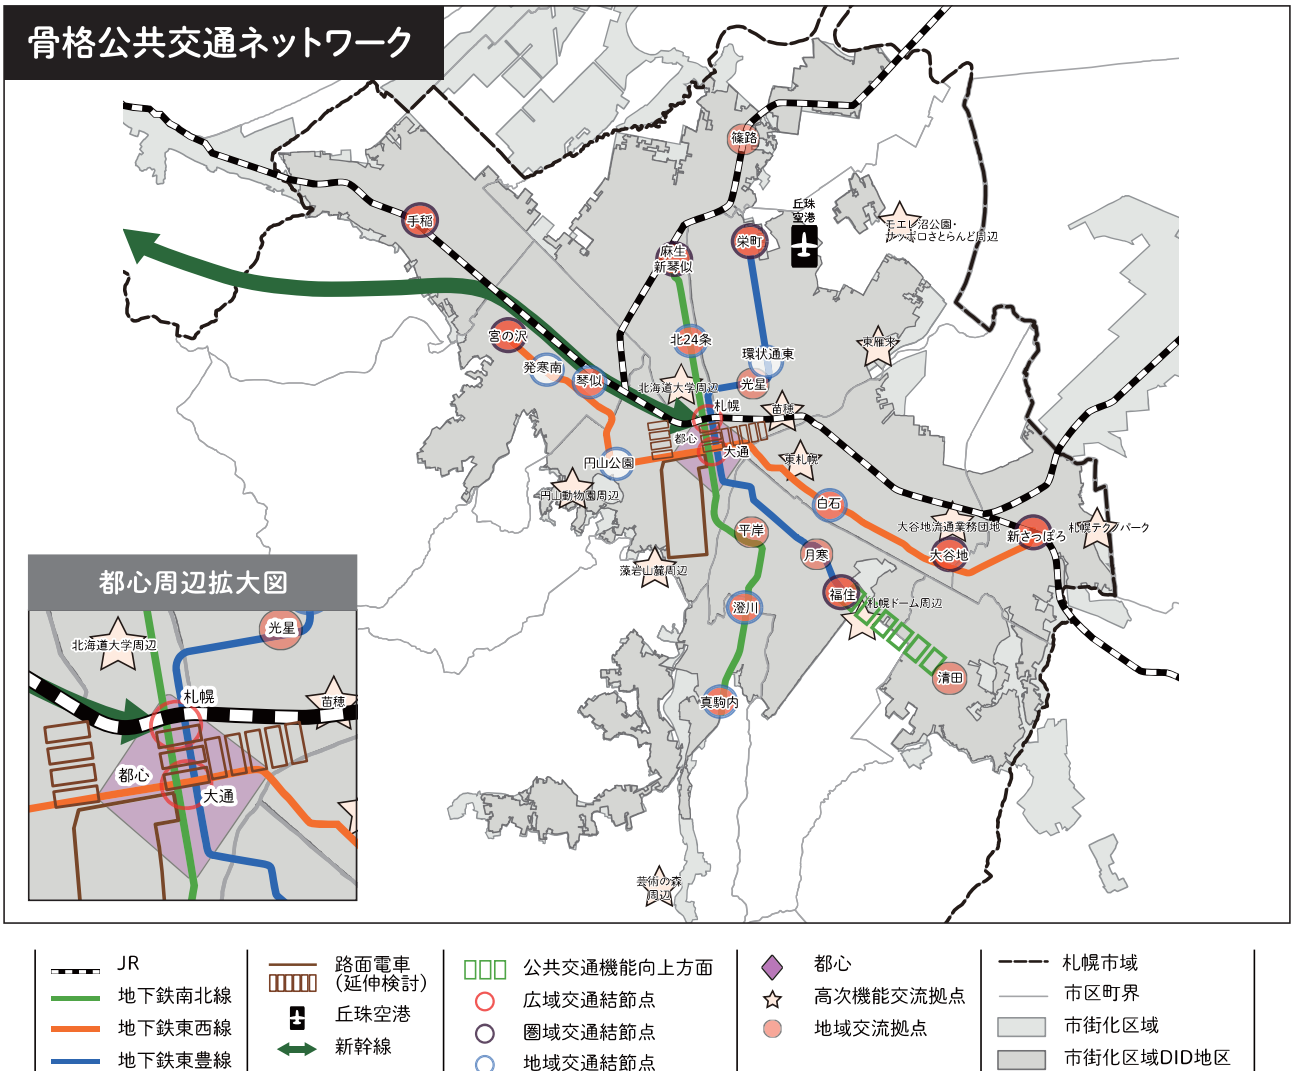 骨格公共交通ネットワーク
篠路
丘珠
空港
モエレ沼公園・
サッポロさとらんど周辺
手稲
栄町
麻生
新琴似
宮の沢
北24条
東雁来
環状通東
発寒南
琴似
北海道大学周辺
光星
札幌
苗穂
都心
大通
東札幌
円山公園
円山動物園周辺
白石
大谷地流通業務団地
札幌テクノパーク
新さっぽろ
平岸
月寒
大谷地
藻岩山麓周辺
福住
札幌ドーム周辺
澄川
清田
真駒内
芸術の森
周辺
都心周辺拡大図
北海道大学周辺
光星
札幌
苗穂
都心
大通
JR
地下鉄南北線
地下鉄東西線
地下鉄東豊線
路面電車
(延伸検討)
丘珠空港
新幹線
公共交通機能向上方面
広域交通結節点
圏域交通結節点
地域交通結節点
都心
高次機能交流拠点
地域交流拠点
札幌市域
市区町界
市街化区域
市街化区域DID地区